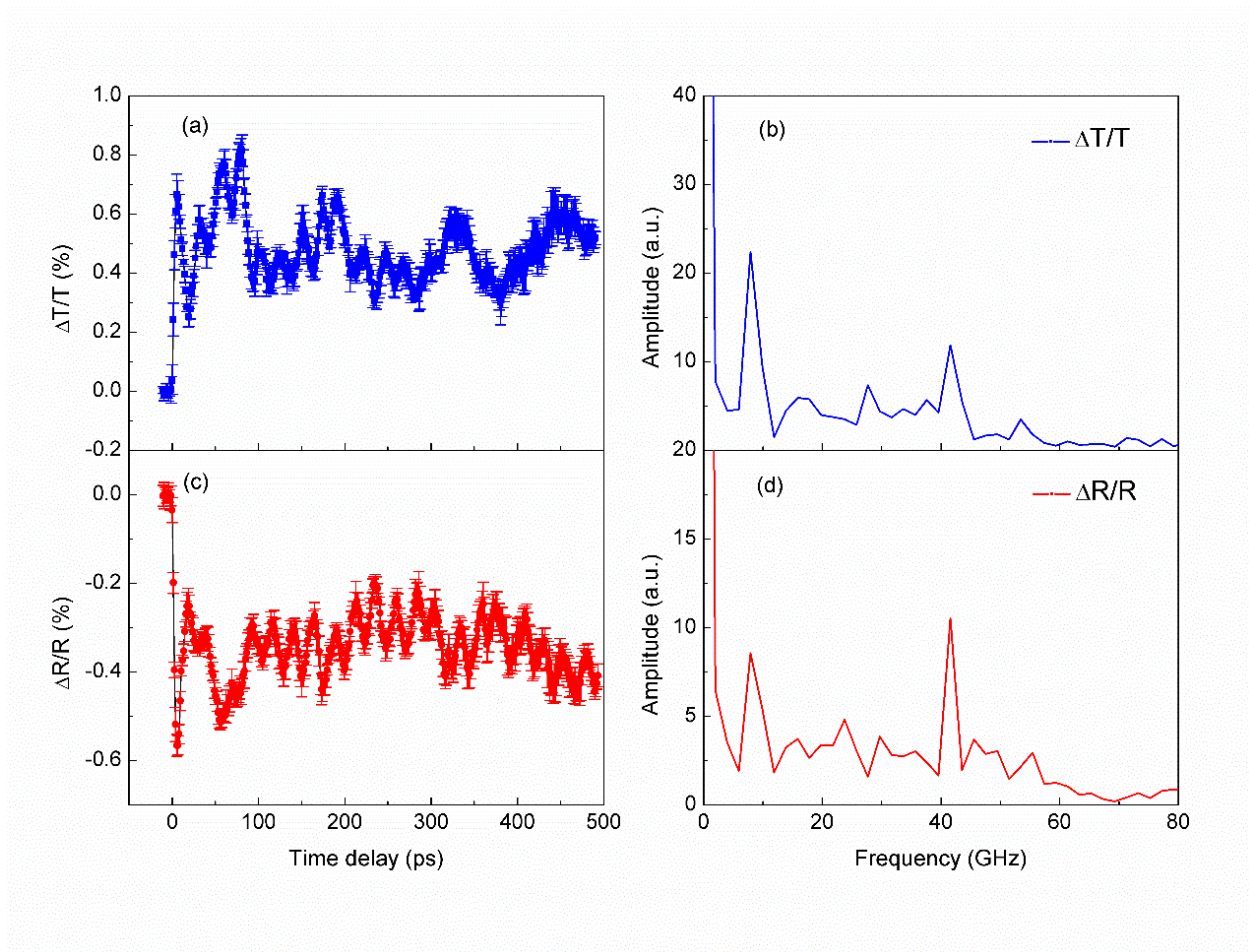 (a)
ΔT/T (%)
1.0
0.8
0.6
0.4
0.2
0.0
-0.2
(b)
ΔT/T
Amplitude (a.u.)
40
30
20
10
20
(c)
ΔR/R (%)
0.0
-0.2
-0.4
-0.6
0 100 200 300 400 500
Time delay (ps)
(d)
ΔR/R
Amplitude (a.u.)
15
10
5
0
0 20 40 60 80
Frequency (GHz)